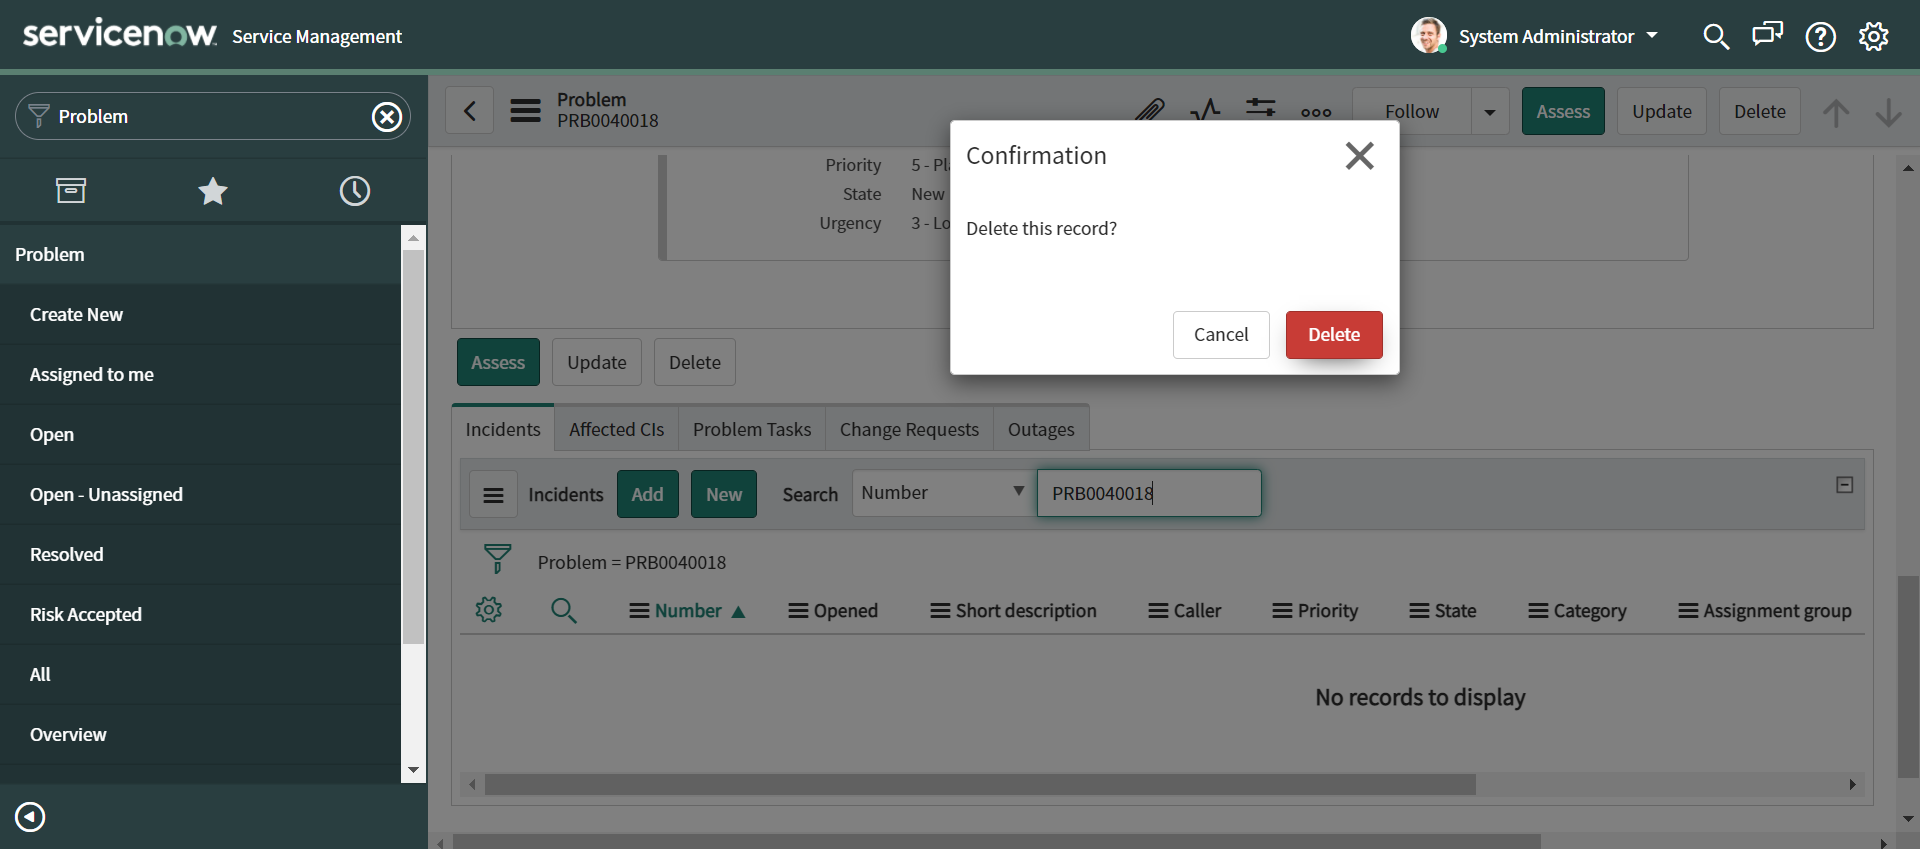 servicenow Service Management
System Administrator
Problem
Problem
Create New
Assigned to me
Open
Open - Unassigned
Resolved
Risk Accepted
All
Overview
Problem
PRB0040018
Follow
Assess
Update
Delete
Priority 5 - Pl
State New
Urgency 3 - Lo
Confirmation
Delete this record?
Cancel Delete
Assess Update Delete
Incidents Affected CIs Problem Tasks Change Requests Outages
Incidents Add New Search Number PRB0040018
Problem = PRB0040018
Number Opened Short description Caller Priority State Category Assignment group
No records to display